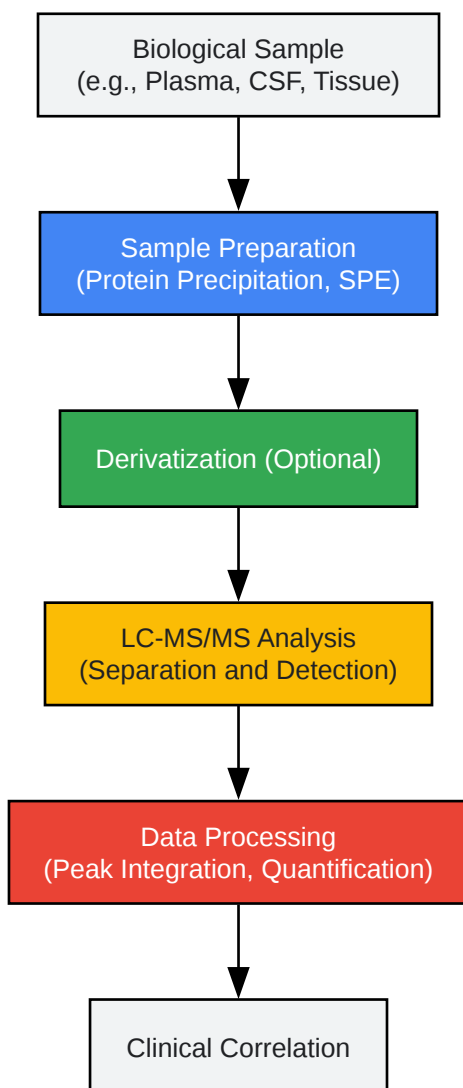 Biological Sample
(e.g., Plasma, CSF, Tissue)
Sample Preparation
(Protein Precipitation, SPE)
Derivatization (Optional)
LC-MS/MS Analysis
(Separation and Detection)
Data Processing
(Peak Integration, Quantification)
Clinical Correlation